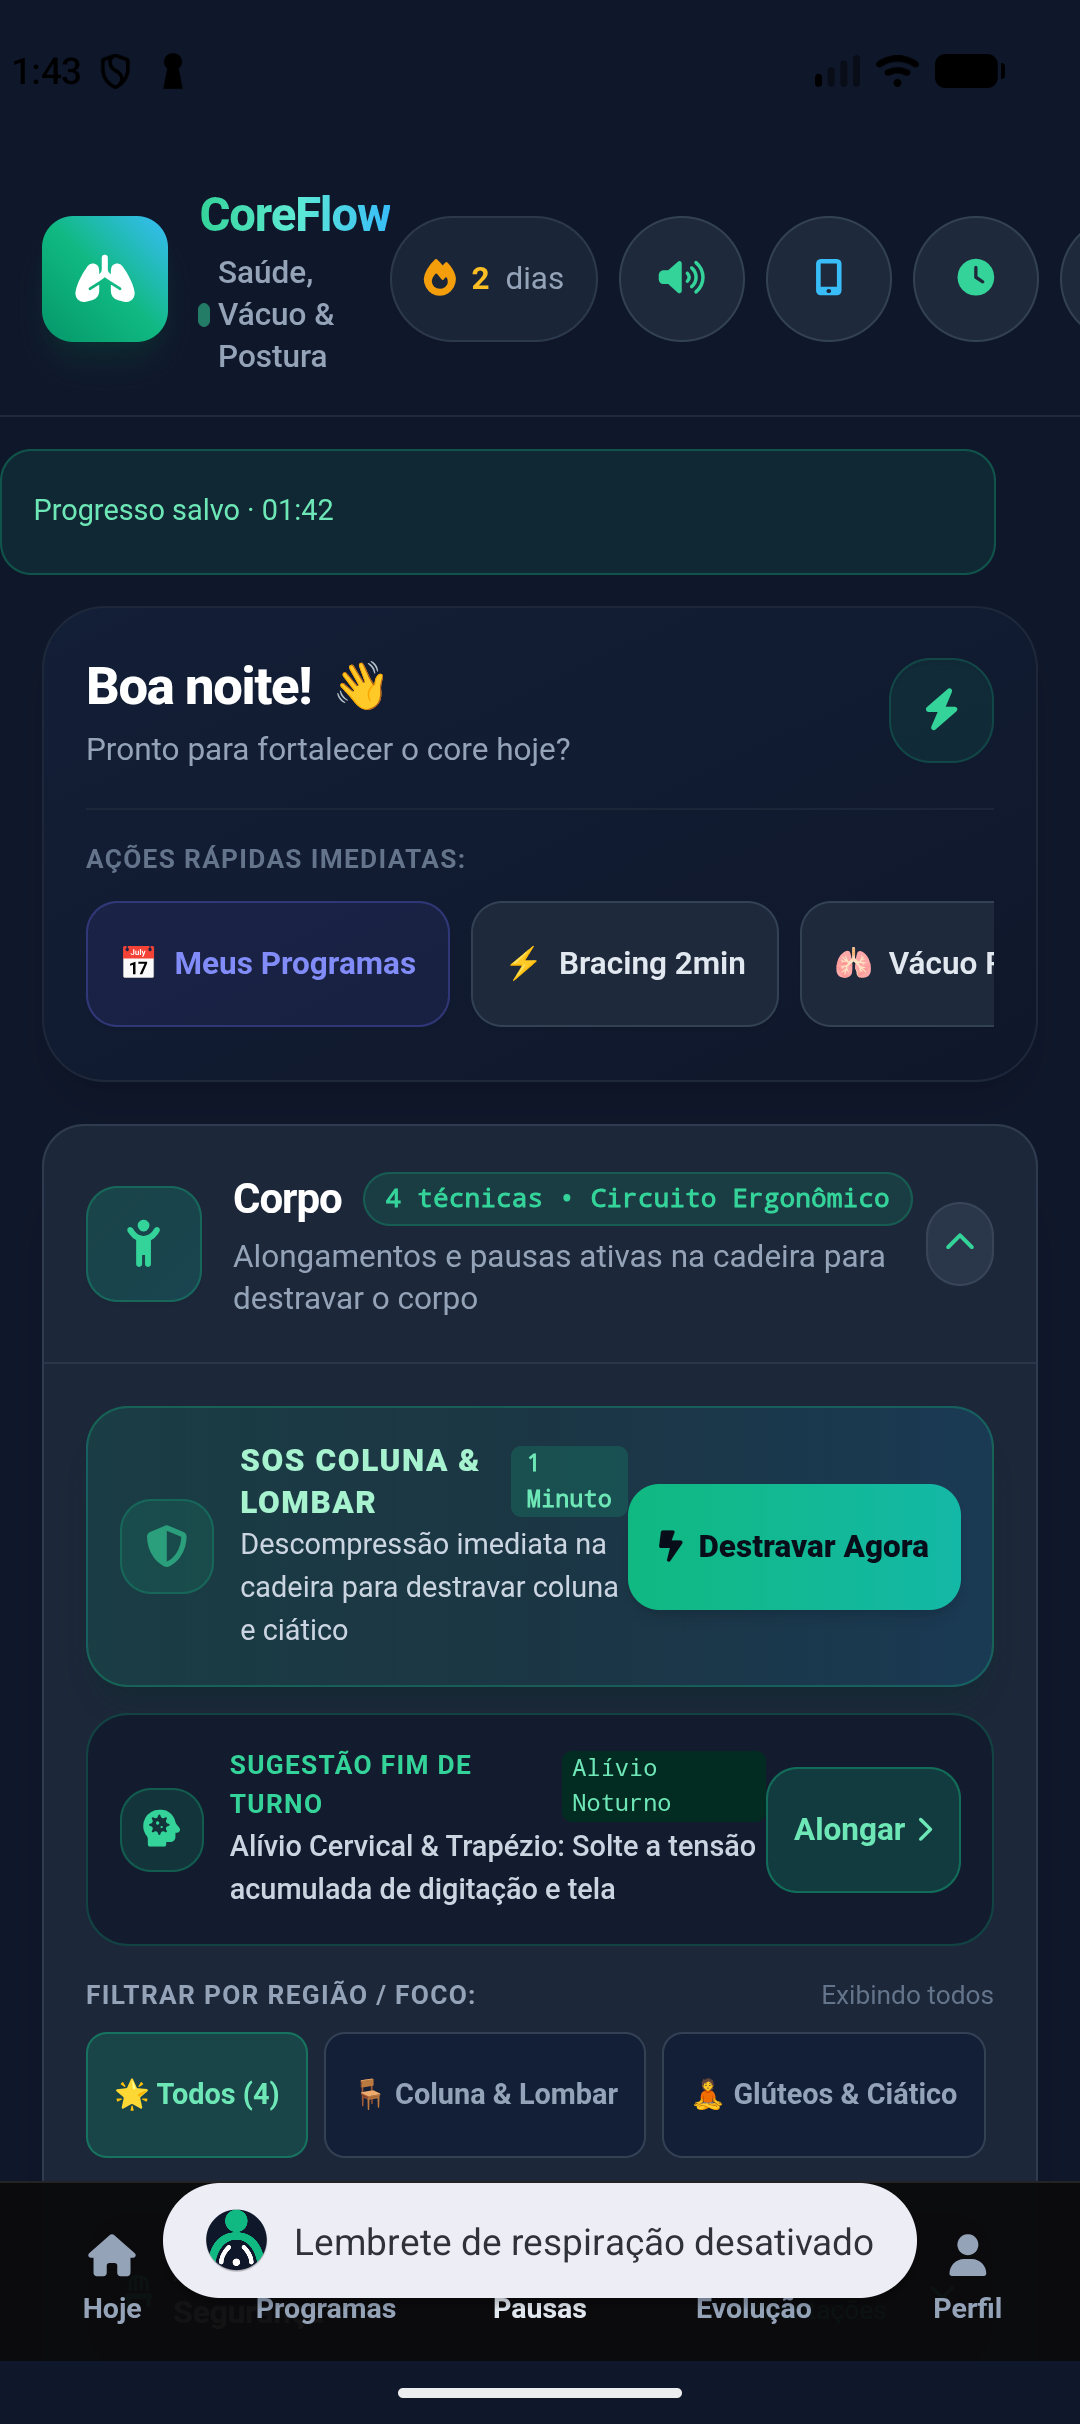 1:43
CoreFlow
Saúde,
Vácuo &
Postura
2 dias
Progresso salvo · 01:42
Boa noite! 👋
Pronto para fortalecer o core hoje?
AÇÕES RÁPIDAS IMEDIATAS:
📅 Meus Programas
⚡ Bracing 2min
🫁 Vácuo
Corpo
4 técnicas • Circuito Ergonômico
Alongamentos e pausas ativas na cadeira para
destravar o corpo
SOS COLUNA &
LOMBAR
1
Minuto
Descompressão imediata na
cadeira para destravar coluna
e ciático
Destravar Agora
SUGESTÃO FIM DE
TURNO
Alívio
Noturno
Alívio Cervical & Trapézio: Solte a tensão
acumulada de digitação e tela
Alongar
FILTRAR POR REGIÃO / FOCO:
Exibindo todos
🌟 Todos (4)
🪑 Coluna & Lombar
🧘 Glúteos & Ciático
Lembrete de respiração desativado
Hoje
Programas
Pausas
Evolução
Perfil